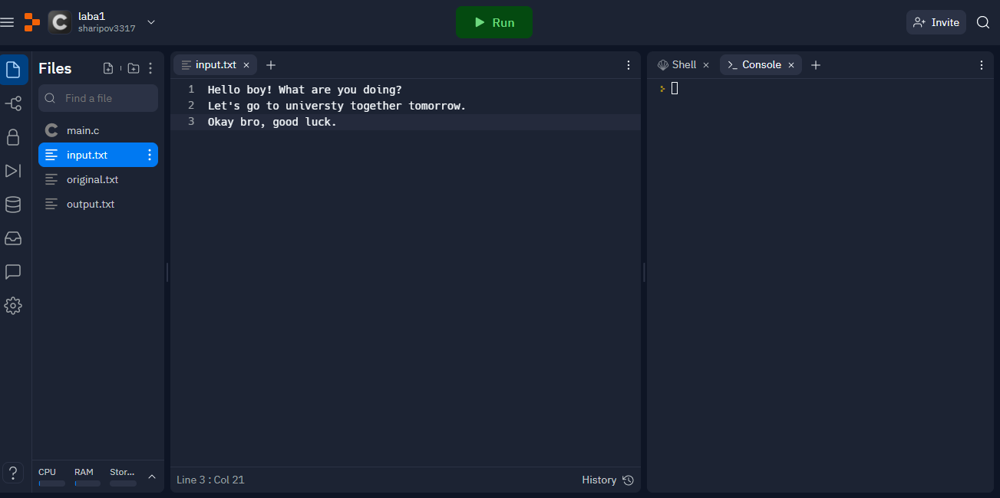 laba1
sharipov3317
Run
Invite
Files
Find a file
main.c
input.txt
original.txt
output.txt
CPU RAM Stor...
input.txt
1 Hello boy! What are you doing?
2 Let's go to universty together tomorrow.
3 Okay bro, good luck.
Line 3 : Col 21
History
Shell
Console